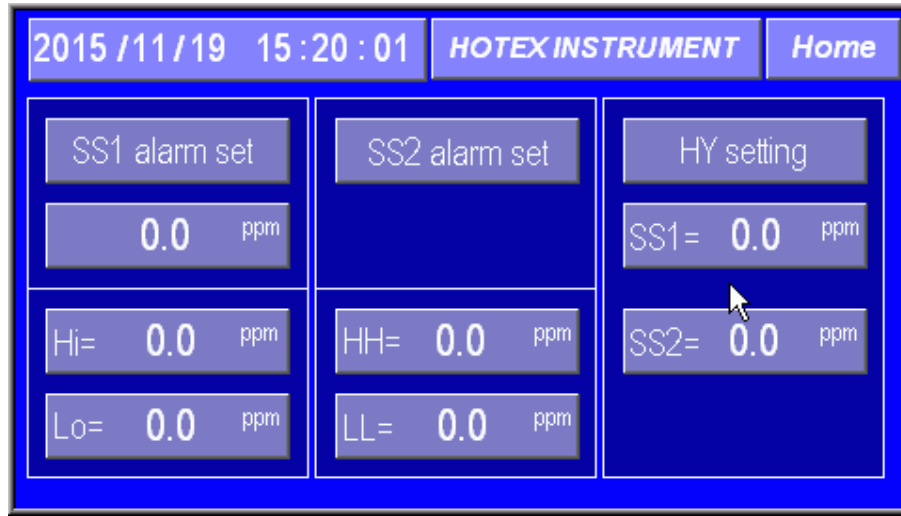 2015 /11/19 15:20:01 HOTEX INSTRUMENT Home
SS1 alarm set SS2 alarm set HY setting
0.0 ppm SS1= 0.0 ppm
Hi= 0.0 ppm HH= 0.0 ppm SS2= 0.0 ppm
Lo= 0.0 ppm LL= 0.0 ppm